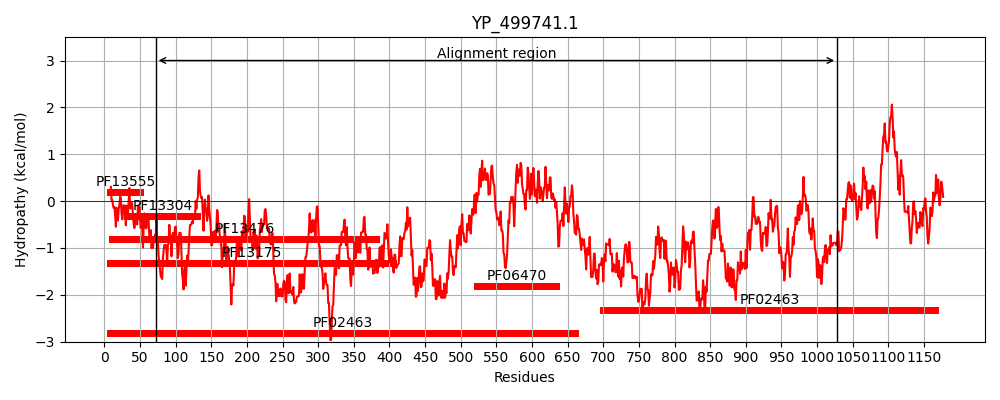 YP_499741.1
Alignment region
PF13555
PF13304
PF13476
PF13175
PF06470
PF02463
PF02463
Hydropathy (kcal/mol)
3
2
1
0
−1
−2
−3
0 50 100 150 200 250 300 350 400 450 500 550 600 650 700 750 800 850 900 950 1000 1050 1100 1150
Residues